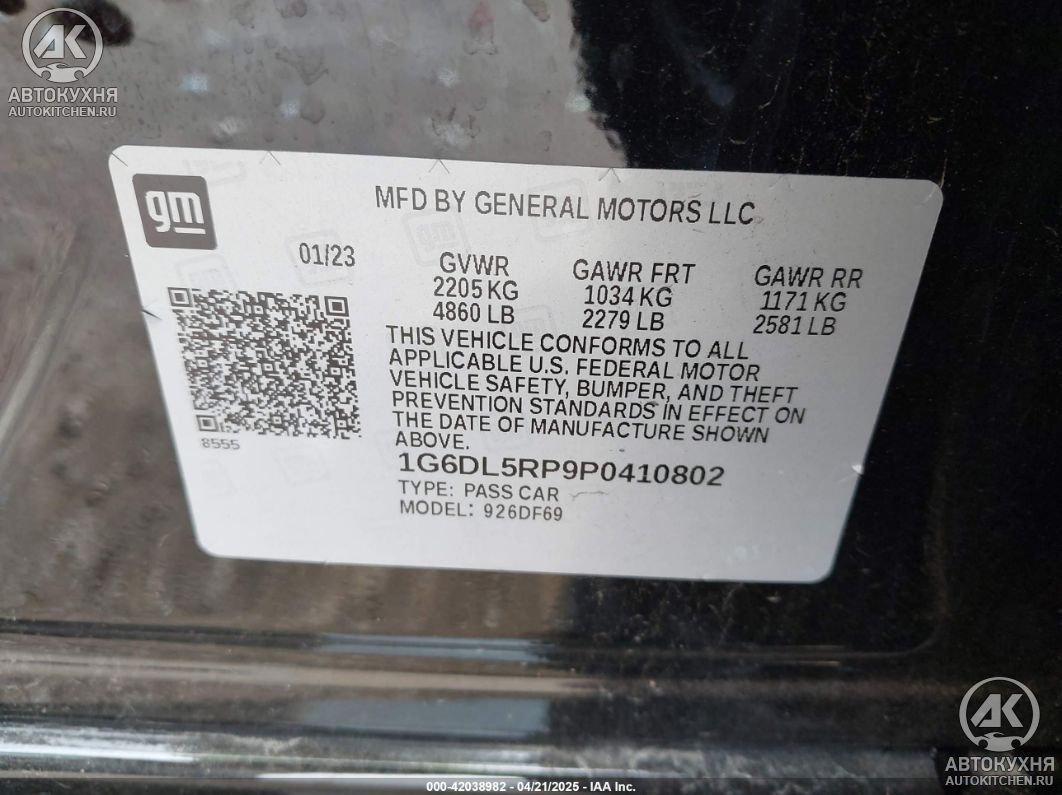 АК
АВТОКУХНЯ
AUTOKITCHEN.RU
gm
MFD BY GENERAL MOTORS LLC
01/23
GVWR
2205 KG
4860 LB
GAWR FRT
1034 KG
2279 LB
GAWR RR
1171 KG
2581 LB
THIS VEHICLE CONFORMS TO ALL
APPLICABLE U.S. FEDERAL MOTOR
VEHICLE SAFETY, BUMPER, AND THEFT
PREVENTION STANDARDS IN EFFECT ON
THE DATE OF MANUFACTURE SHOWN
ABOVE.
8555
1G6DL5RP9P0410802
TYPE: PASS CAR
MODEL: 926DF69
АК
АВТОКУХНЯ
AUTOKITCHEN.RU
000-42038982 - 04/21/2025 - IAA Inc.